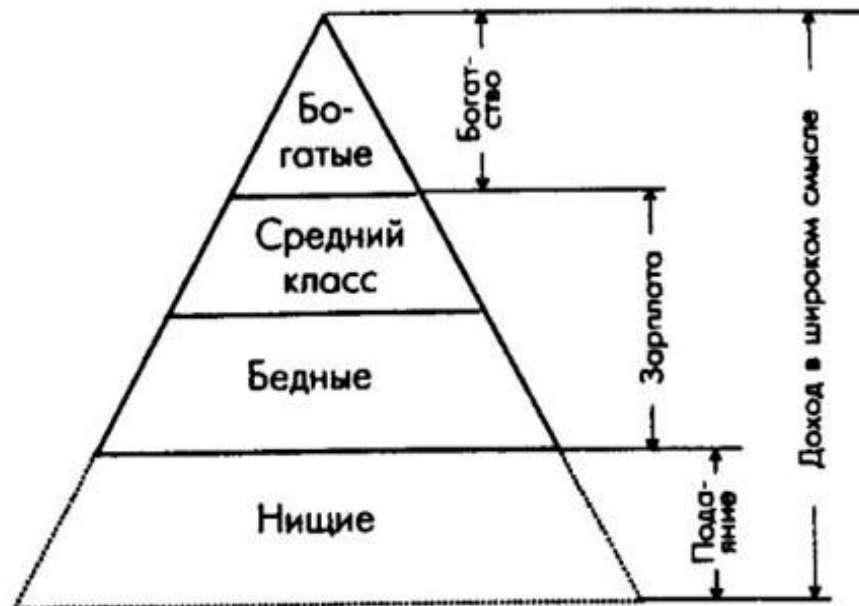 Бо-
гатые
Средний
класс
Бедные
Нищие
Богат-
ство
Зарплата
Пода-
яние
Доход в широком смысле